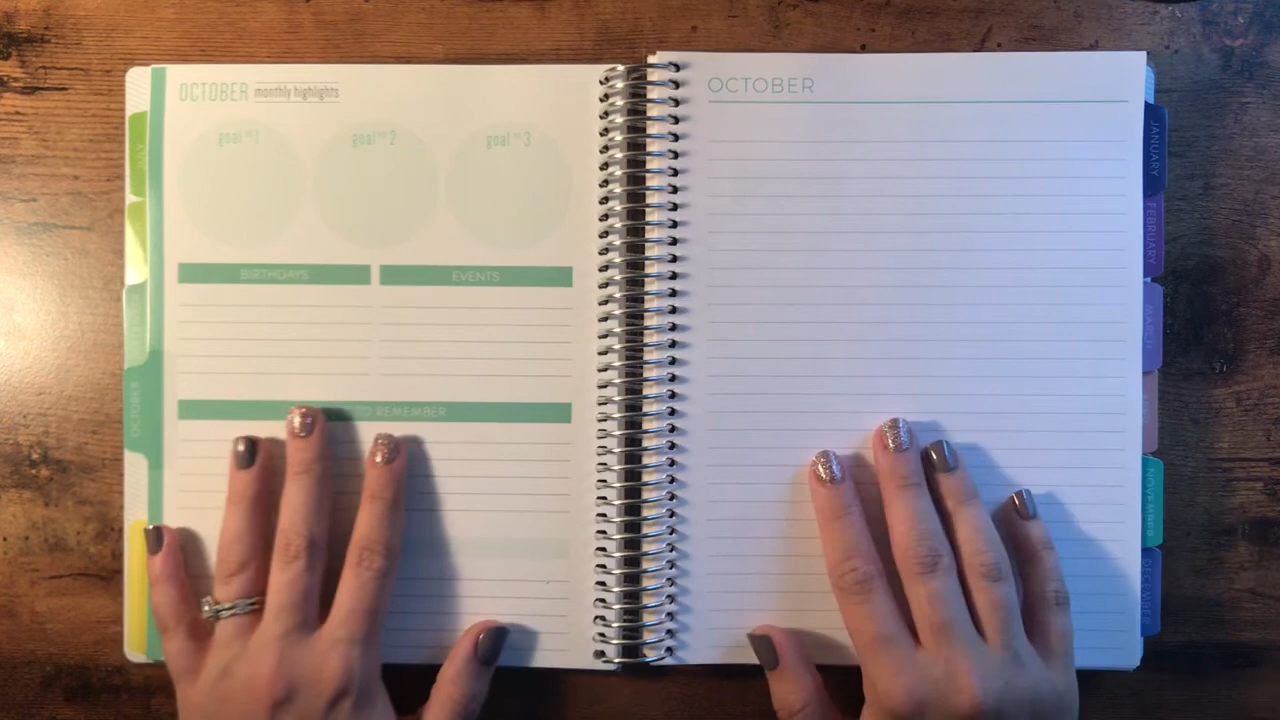 OCTOBER monthly highlights
goal no 1
goal no 2
goal no 3
BIRTHDAYS
EVENTS
TO REMEMBER
JULY
OCTOBER
OCTOBER
JANUARY
FEBRUARY
MARCH
NOVEMBER
DECEMBER